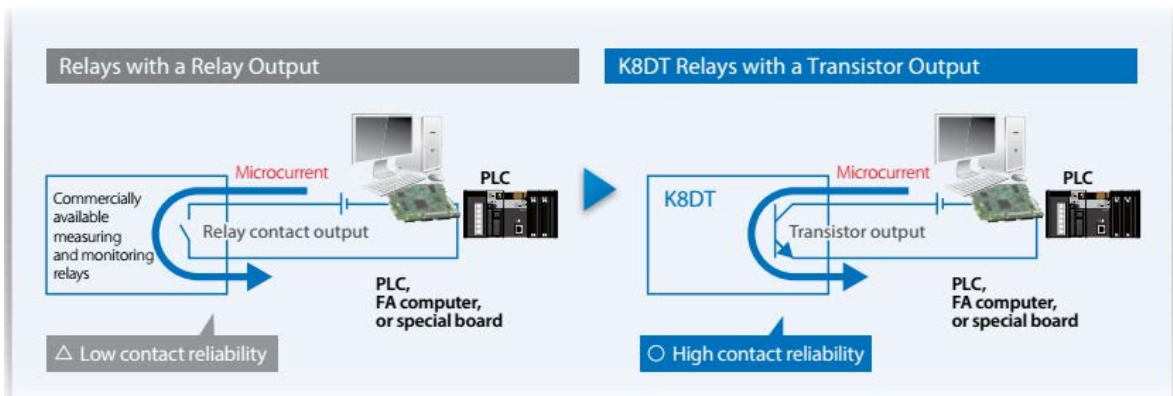 Relays with a Relay Output
Microcurrent
PLC
Commercially
available
measuring
and monitoring
relays
Relay contact output
PLC,
FA computer,
or special board
△ Low contact reliability
K8DT Relays with a Transistor Output
Microcurrent
PLC
K8DT
Transistor output
PLC,
FA computer,
or special board
○ High contact reliability